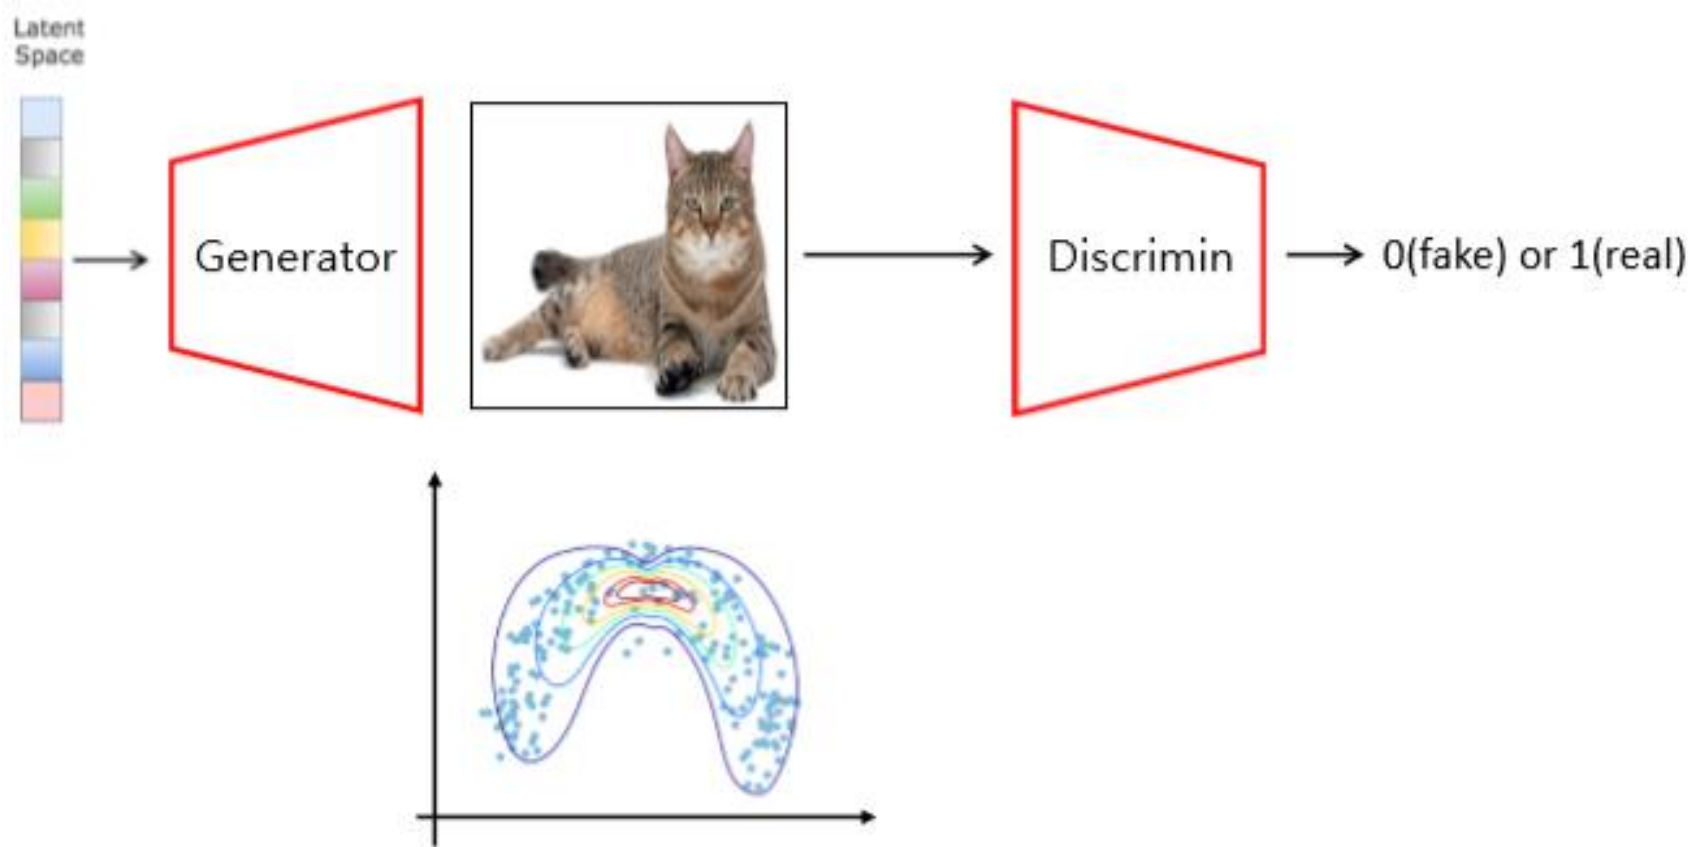 Latent
Space
Generator
Discrimin
0(fake) or 1(real)